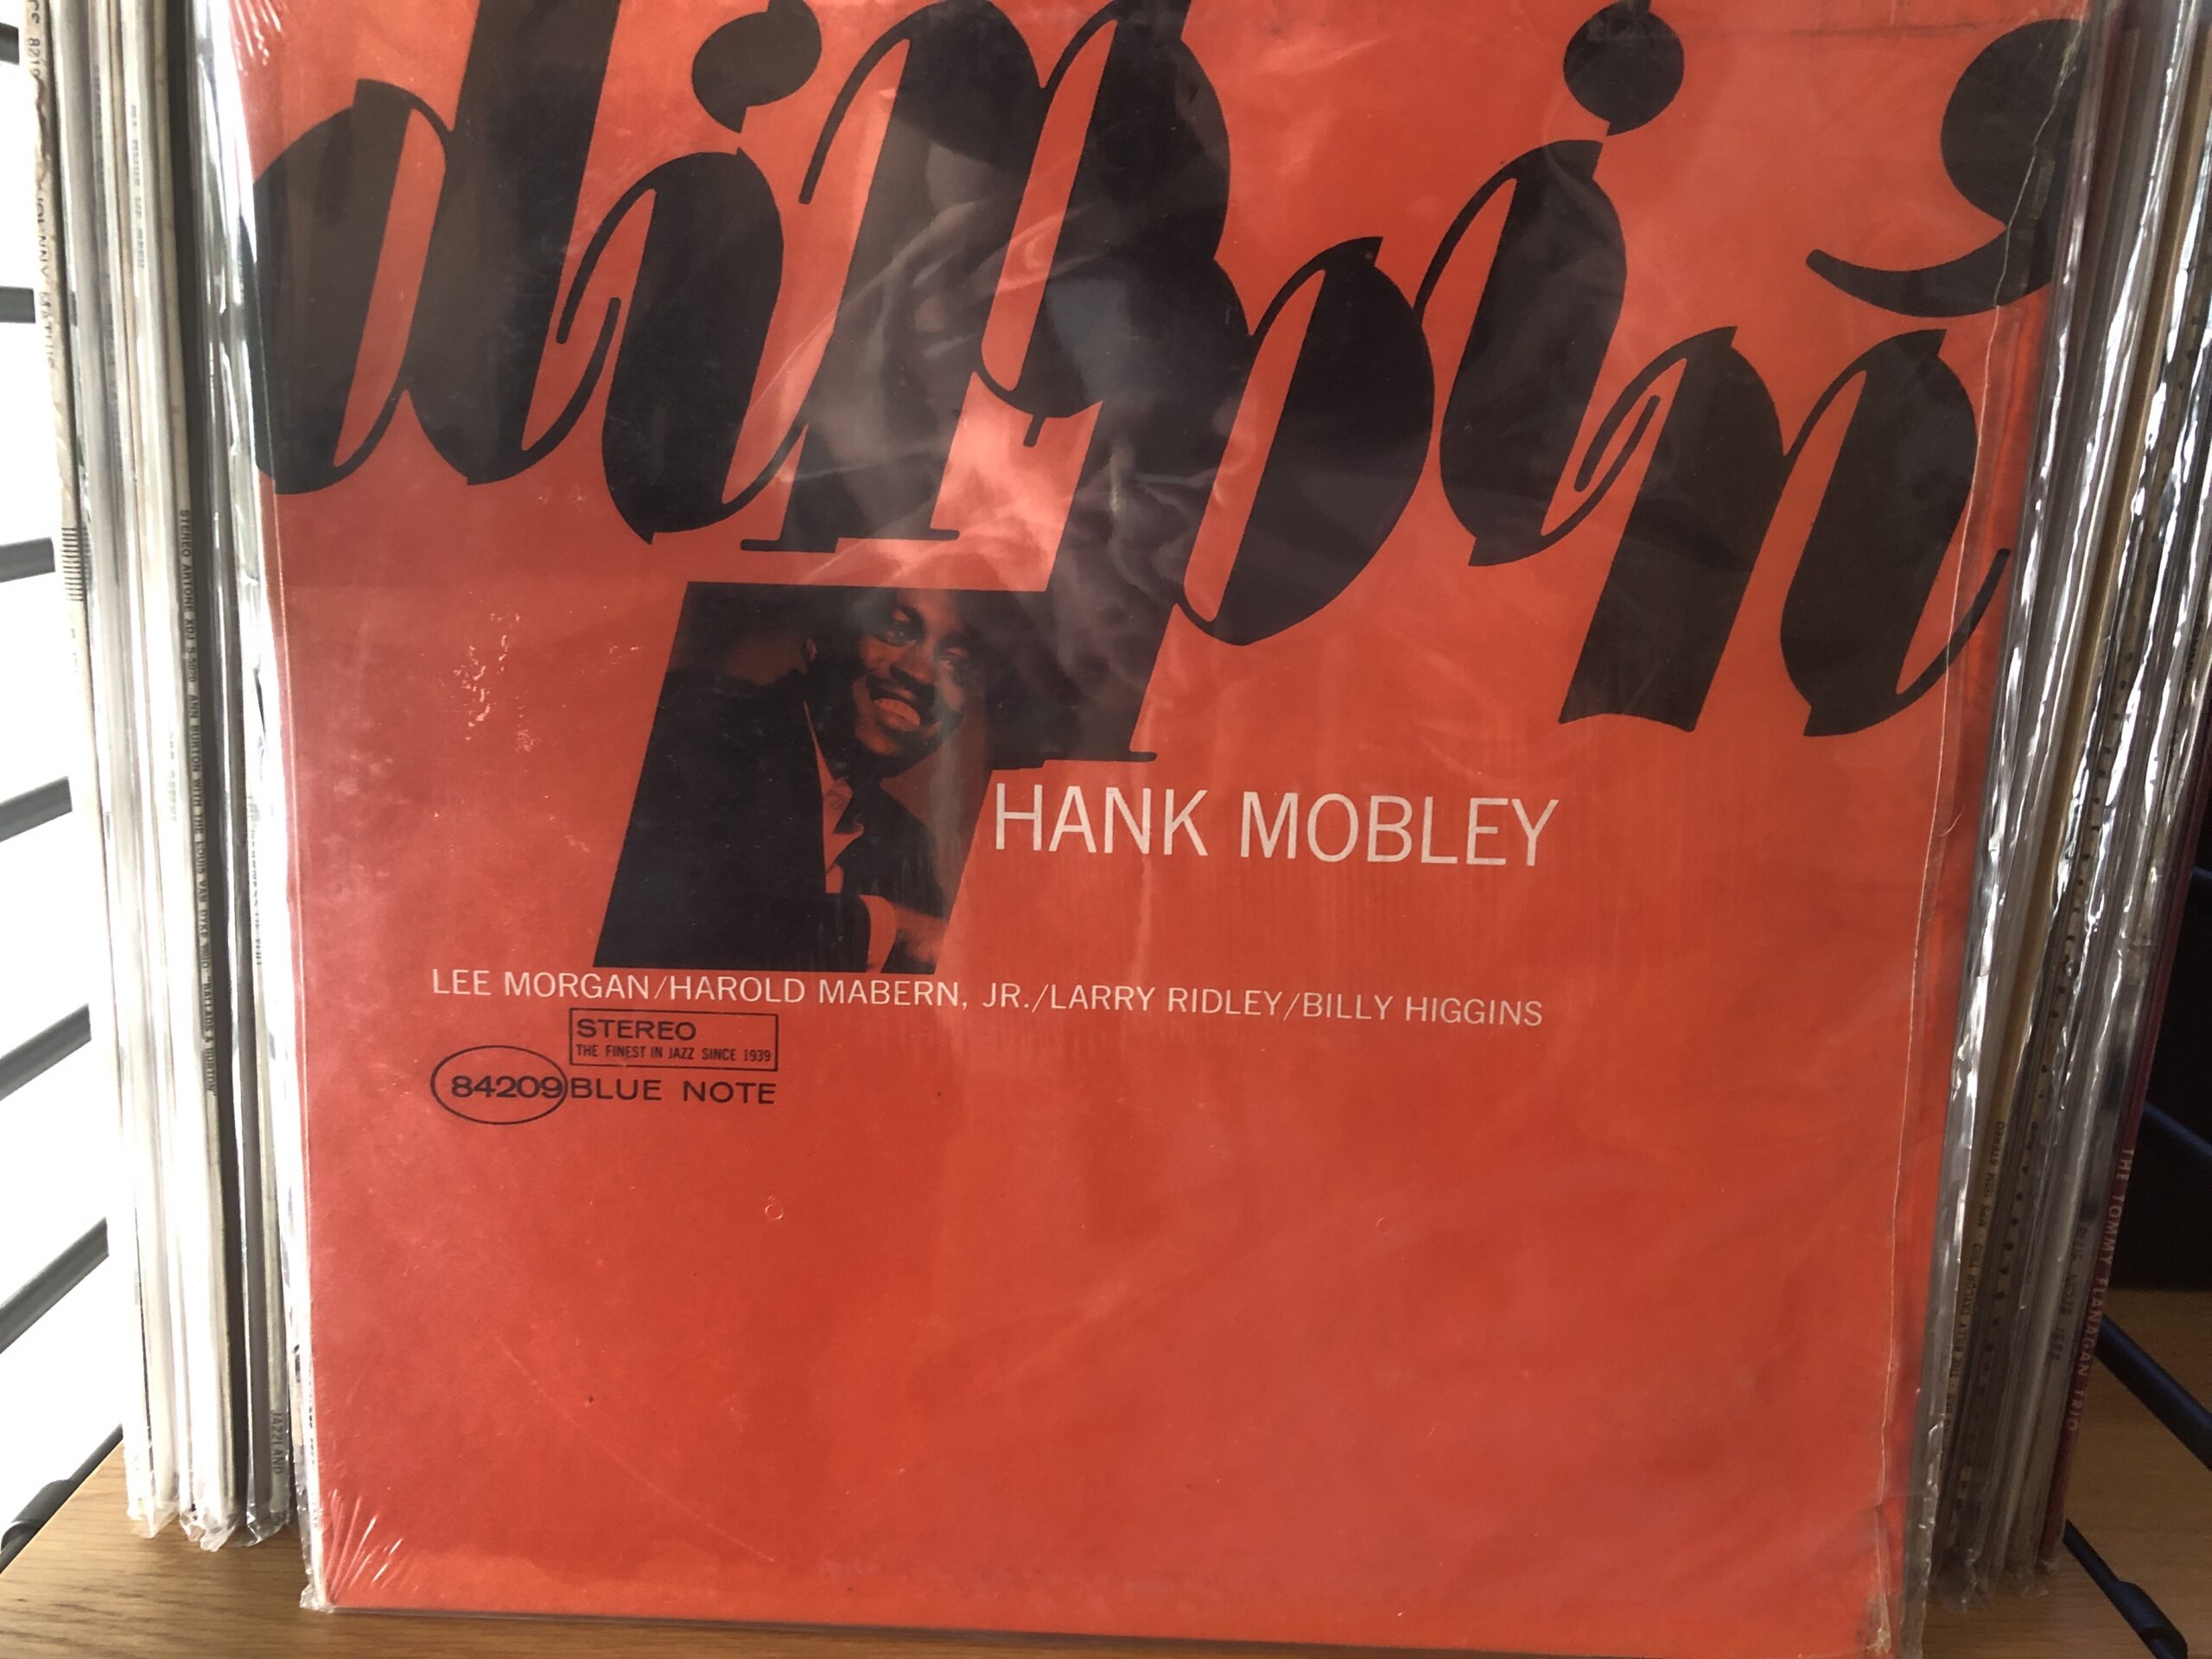 dippin'
HANK MOBLEY
LEE MORGAN/HAROLD MABERN, JR./LARRY RIDLEY/BILLY HIGGINS
STEREO
THE FINEST IN JAZZ SINCE 1939
84209 BLUE NOTE
JAZZLAND
THE TOMMY FLANAGAN TRIO